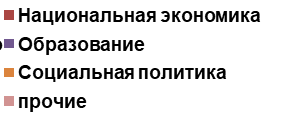 Национальная экономика
Образование
Социальная политика
прочие